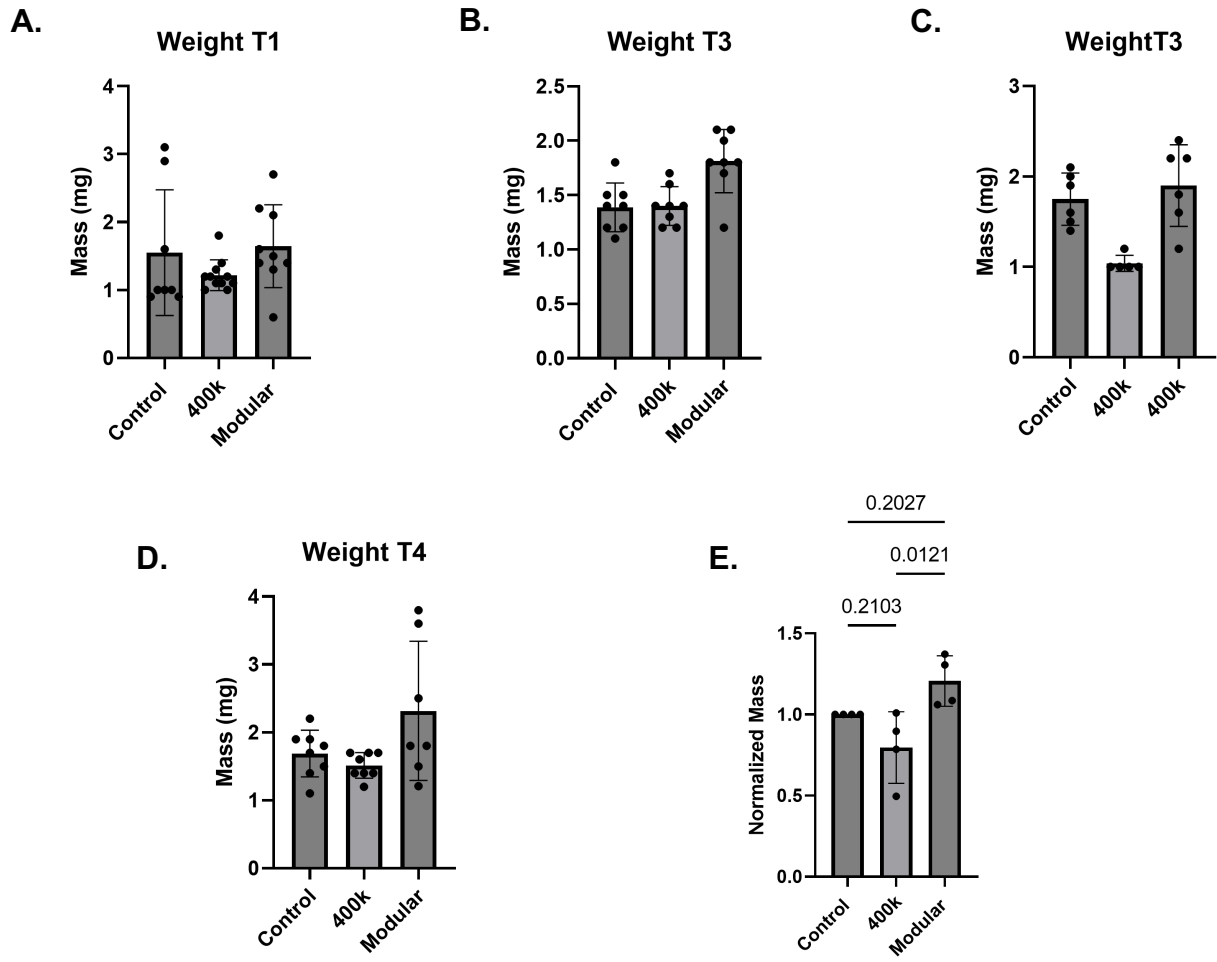 A.
Weight T1
Mass (mg)
4
3
2
1
0
Control
400k
Modular
B.
Weight T3
Mass (mg)
2.5
2.0
1.5
1.0
0.5
0.0
Control
400k
Modular
C.
WeightT3
Mass (mg)
3
2
1
0
Control
400k
400k
D.
Weight T4
Mass (mg)
4
3
2
1
0
Control
400k
Modular
E.
0.2027
0.0121
0.2103
Normalized Mass
1.5
1.0
0.5
0.0
Control
400k
Modular